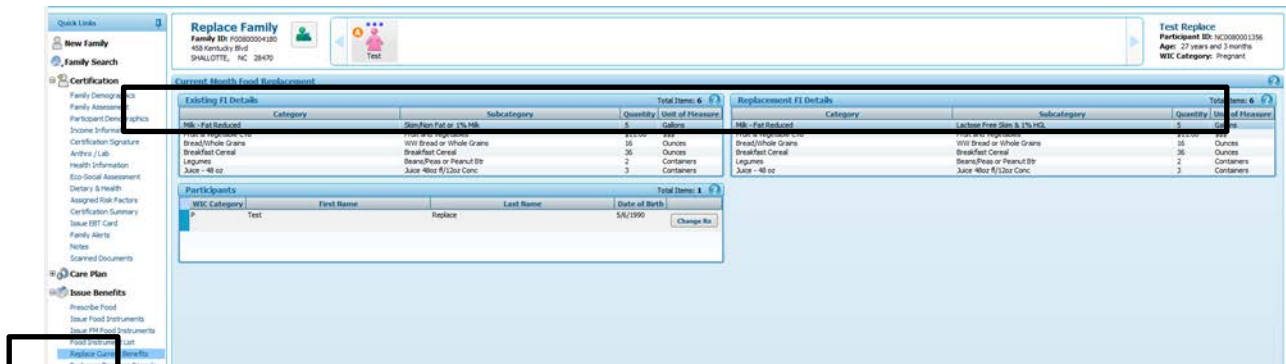 Quick Links
New Family
Family Search
Certification
Family Demographics
Family Assessment
Participant Demographics
Income Information
Certification Signature
Anthro / Lab
Health Information
Eco-Social Assessment
Dietary & Health
Assigned Risk Factors
Certification Summary
Issue EBT Card
Family Alerts
Notes
Scanned Documents
Care Plan
Issue Benefits
Prescribe Food
Issue Food Instruments
Issue FM Food Instruments
Food Instrument List
Replace Current Benefits
Replace Family
Family ID: F00800004180
458 Kentucky Blvd
SHALLOTTE, NC 28470
A
Test
Test Replace
Participant ID: NC0080001356
Age: 27 years and 3 months
WIC Category: Pregnant
Current Month Food Replacement
Existing FI Details Total Items: 6
Category Subcategory Quantity Unit of Measure
Milk - Fat Reduced Skim/Non Fat or 1% Milk 5 Gallons
Fruit & Vegetable CVB Fruit and Vegetables $11.00 $$$
Bread/Whole Grains WW Bread or Whole Grains 16 Ounces
Breakfast Cereal Breakfast Cereal 36 Ounces
Legumes Beans/Peas or Peanut Btr 2 Containers
Juice - 48 oz Juice 48oz fl/12oz Conc 3 Containers
Replacement FI Details Total Items: 6
Category Subcategory Quantity Unit of Measure
Milk - Fat Reduced Lactose Free Skim & 1% HGL 5 Gallons
Fruit & Vegetable CVB Fruit and Vegetables $11.00 $$$
Bread/Whole Grains WW Bread or Whole Grains 16 Ounces
Breakfast Cereal Breakfast Cereal 36 Ounces
Legumes Beans/Peas or Peanut Btr 2 Containers
Juice - 48 oz Juice 48oz fl/12oz Conc 3 Containers
Participants Total Items: 1
WIC Category First Name Last Name Date of Birth
P Test Replace 5/6/1990 Change Rx